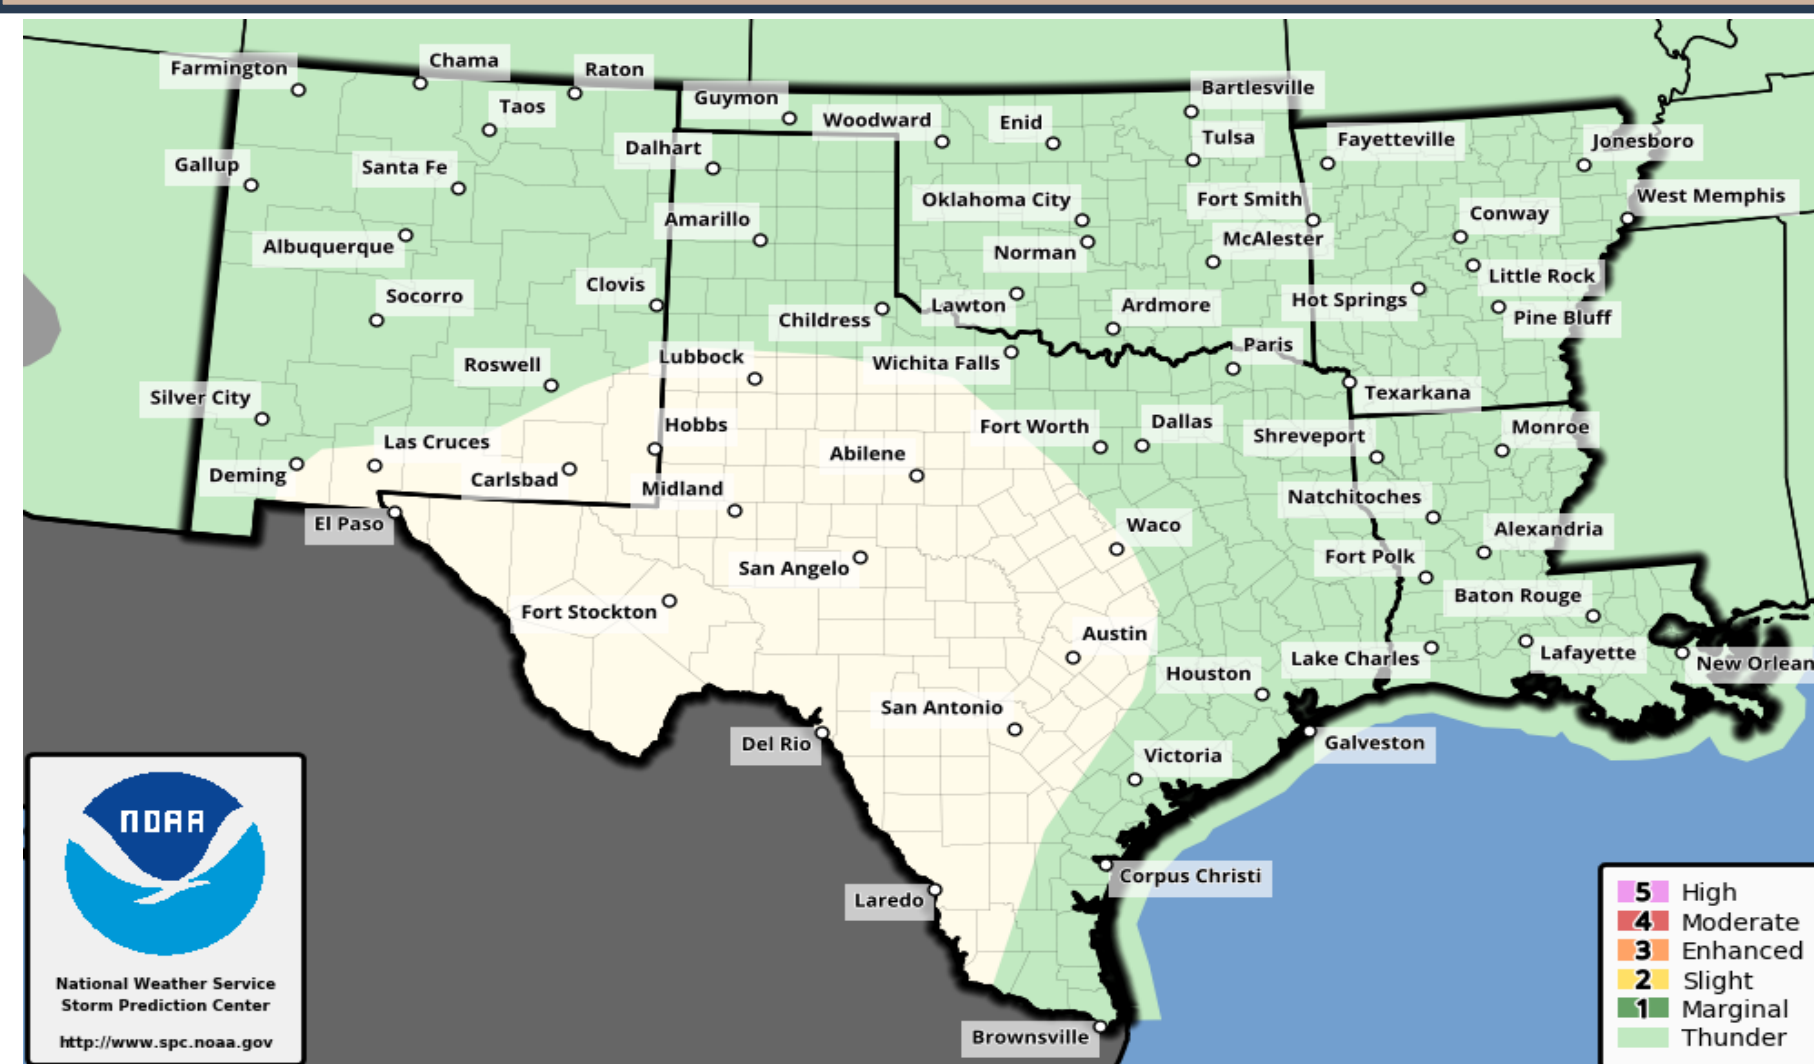 Farmington
Chama
Raton
Taos
Guymon
Woodward
Enid
Bartlesville
Tulsa
Fayetteville
Jonesboro
Gallup
Santa Fe
Dalhart
Oklahoma City
Fort Smith
Conway
West Memphis
Albuquerque
Amarillo
Norman
McAlester
Little Rock
Socorro
Clovis
Childress
Lawton
Ardmore
Hot Springs
Pine Bluff
Roswell
Lubbock
Wichita Falls
Paris
Texarkana
Silver City
Las Cruces
Hobbs
Abilene
Fort Worth
Dallas
Shreveport
Monroe
Deming
Carlsbad
Midland
Natchitoches
El Paso
San Angelo
Waco
Alexandria
Fort Polk
Fort Stockton
Austin
Baton Rouge
Houston
Lake Charles
Lafayette
New Orlean
San Antonio
Del Rio
Victoria
Galveston
Laredo
Corpus Christi
Brownsville
NOAA
National Weather Service
Storm Prediction Center
http://www.spc.noaa.gov
5 High
4 Moderate
3 Enhanced
2 Slight
1 Marginal
Thunder